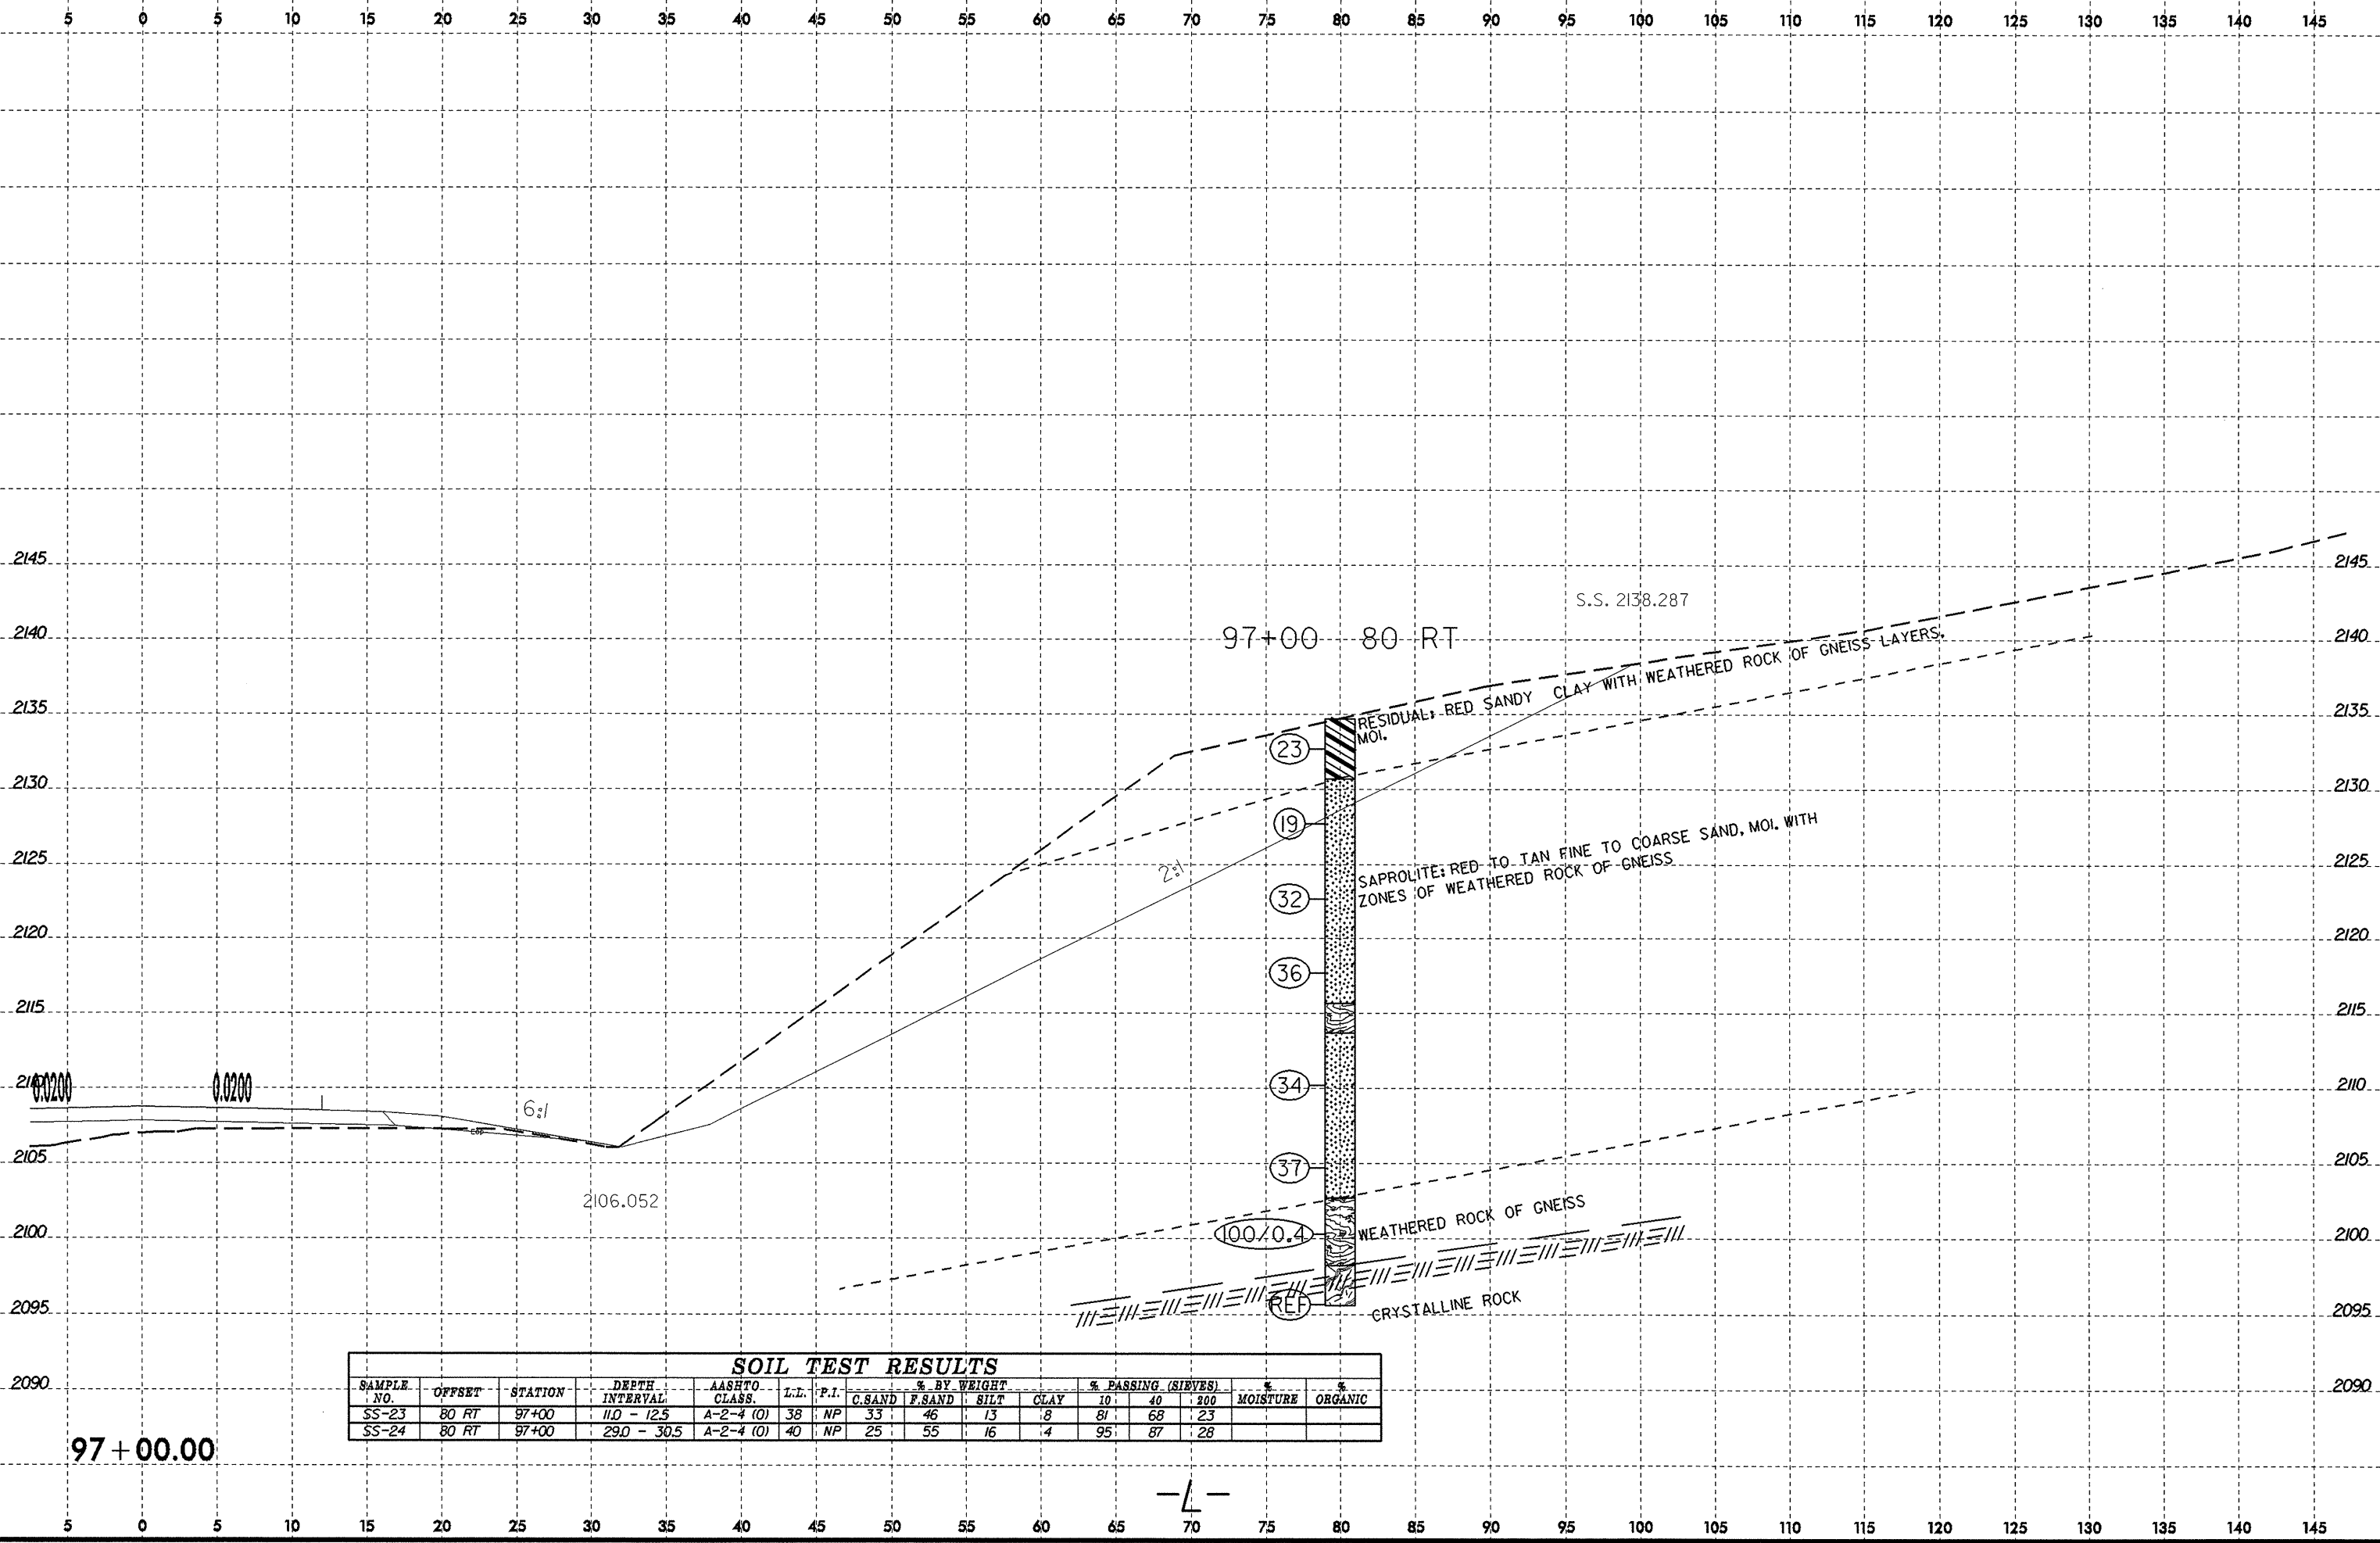 5 0 5 10 15 20 25 30 35 40 45 50 55 60 65 70 75 80 85 90 95 100 105 110 115 120 125 130 135 140 145
2145 2145
S.S. 2138.287
2140 97+00 80 RT 2140
RESIDUAL; RED SANDY CLAY WITH WEATHERED ROCK OF GNEISS LAYERS,
MOI.
2135 2135
23
2130 2130
19
2:1
2125 2125
SAPROLITE; RED TO TAN FINE TO COARSE SAND, MOI. WITH
ZONES OF WEATHERED ROCK OF GNEISS
32
2120 2120
36
2115 2115
34
2110 2110
0.0200 0.0200
6:1
2105 2105
37
2106.052
WEATHERED ROCK OF GNEISS
2100 100/0.4 2100
2095 REF 2095
CRYSTALLINE ROCK
2090 2090
SOIL TEST RESULTS
SAMPLE NO. OFFSET STATION DEPTH INTERVAL AASHTO CLASS. L.L. P.I. % BY WEIGHT % PASSING (SIEVES) % MOISTURE % ORGANIC
C.SAND F.SAND SILT CLAY 10 40 200
SS-23 80 RT 97+00 11.0 - 12.5 A-2-4 (0) 38 NP 33 46 13 8 81 68 23
SS-24 80 RT 97+00 29.0 - 30.5 A-2-4 (0) 40 NP 25 55 16 4 95 87 28
97+00.00
-L-
5 0 5 10 15 20 25 30 35 40 45 50 55 60 65 70 75 80 85 90 95 100 105 110 115 120 125 130 135 140 145